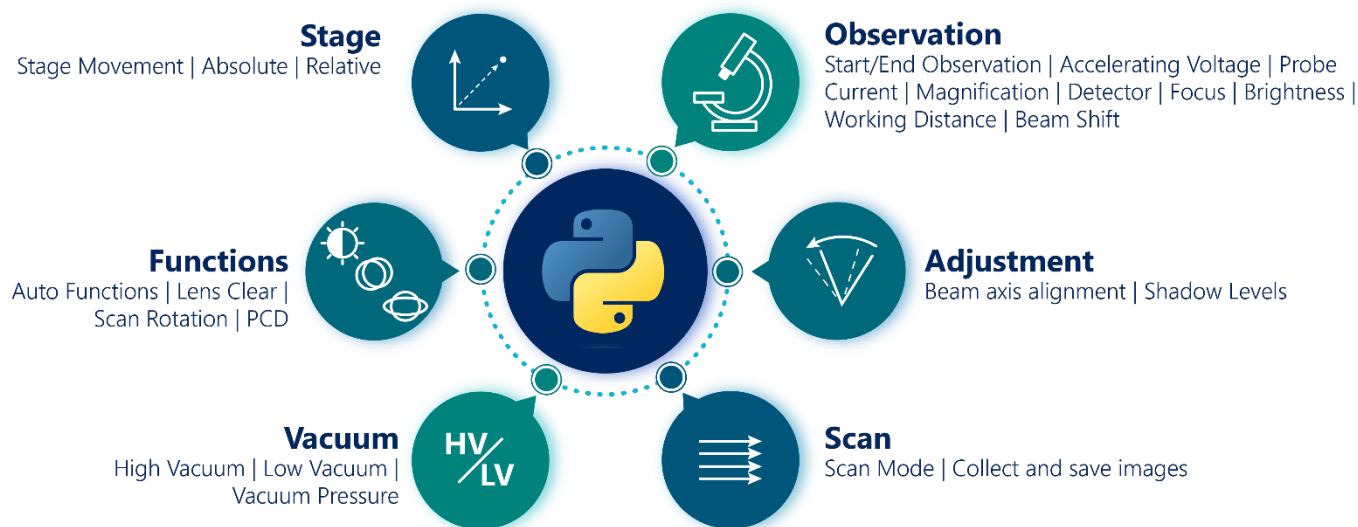 Stage
Stage Movement | Absolute | Relative
Observation
Start/End Observation | Accelerating Voltage | Probe
Current | Magnification | Detector | Focus | Brightness |
Working Distance | Beam Shift
Functions
Auto Functions | Lens Clear |
Scan Rotation | PCD
Adjustment
Beam axis alignment | Shadow Levels
Vacuum
High Vacuum | Low Vacuum |
Vacuum Pressure
HV/LV
Scan
Scan Mode | Collect and save images